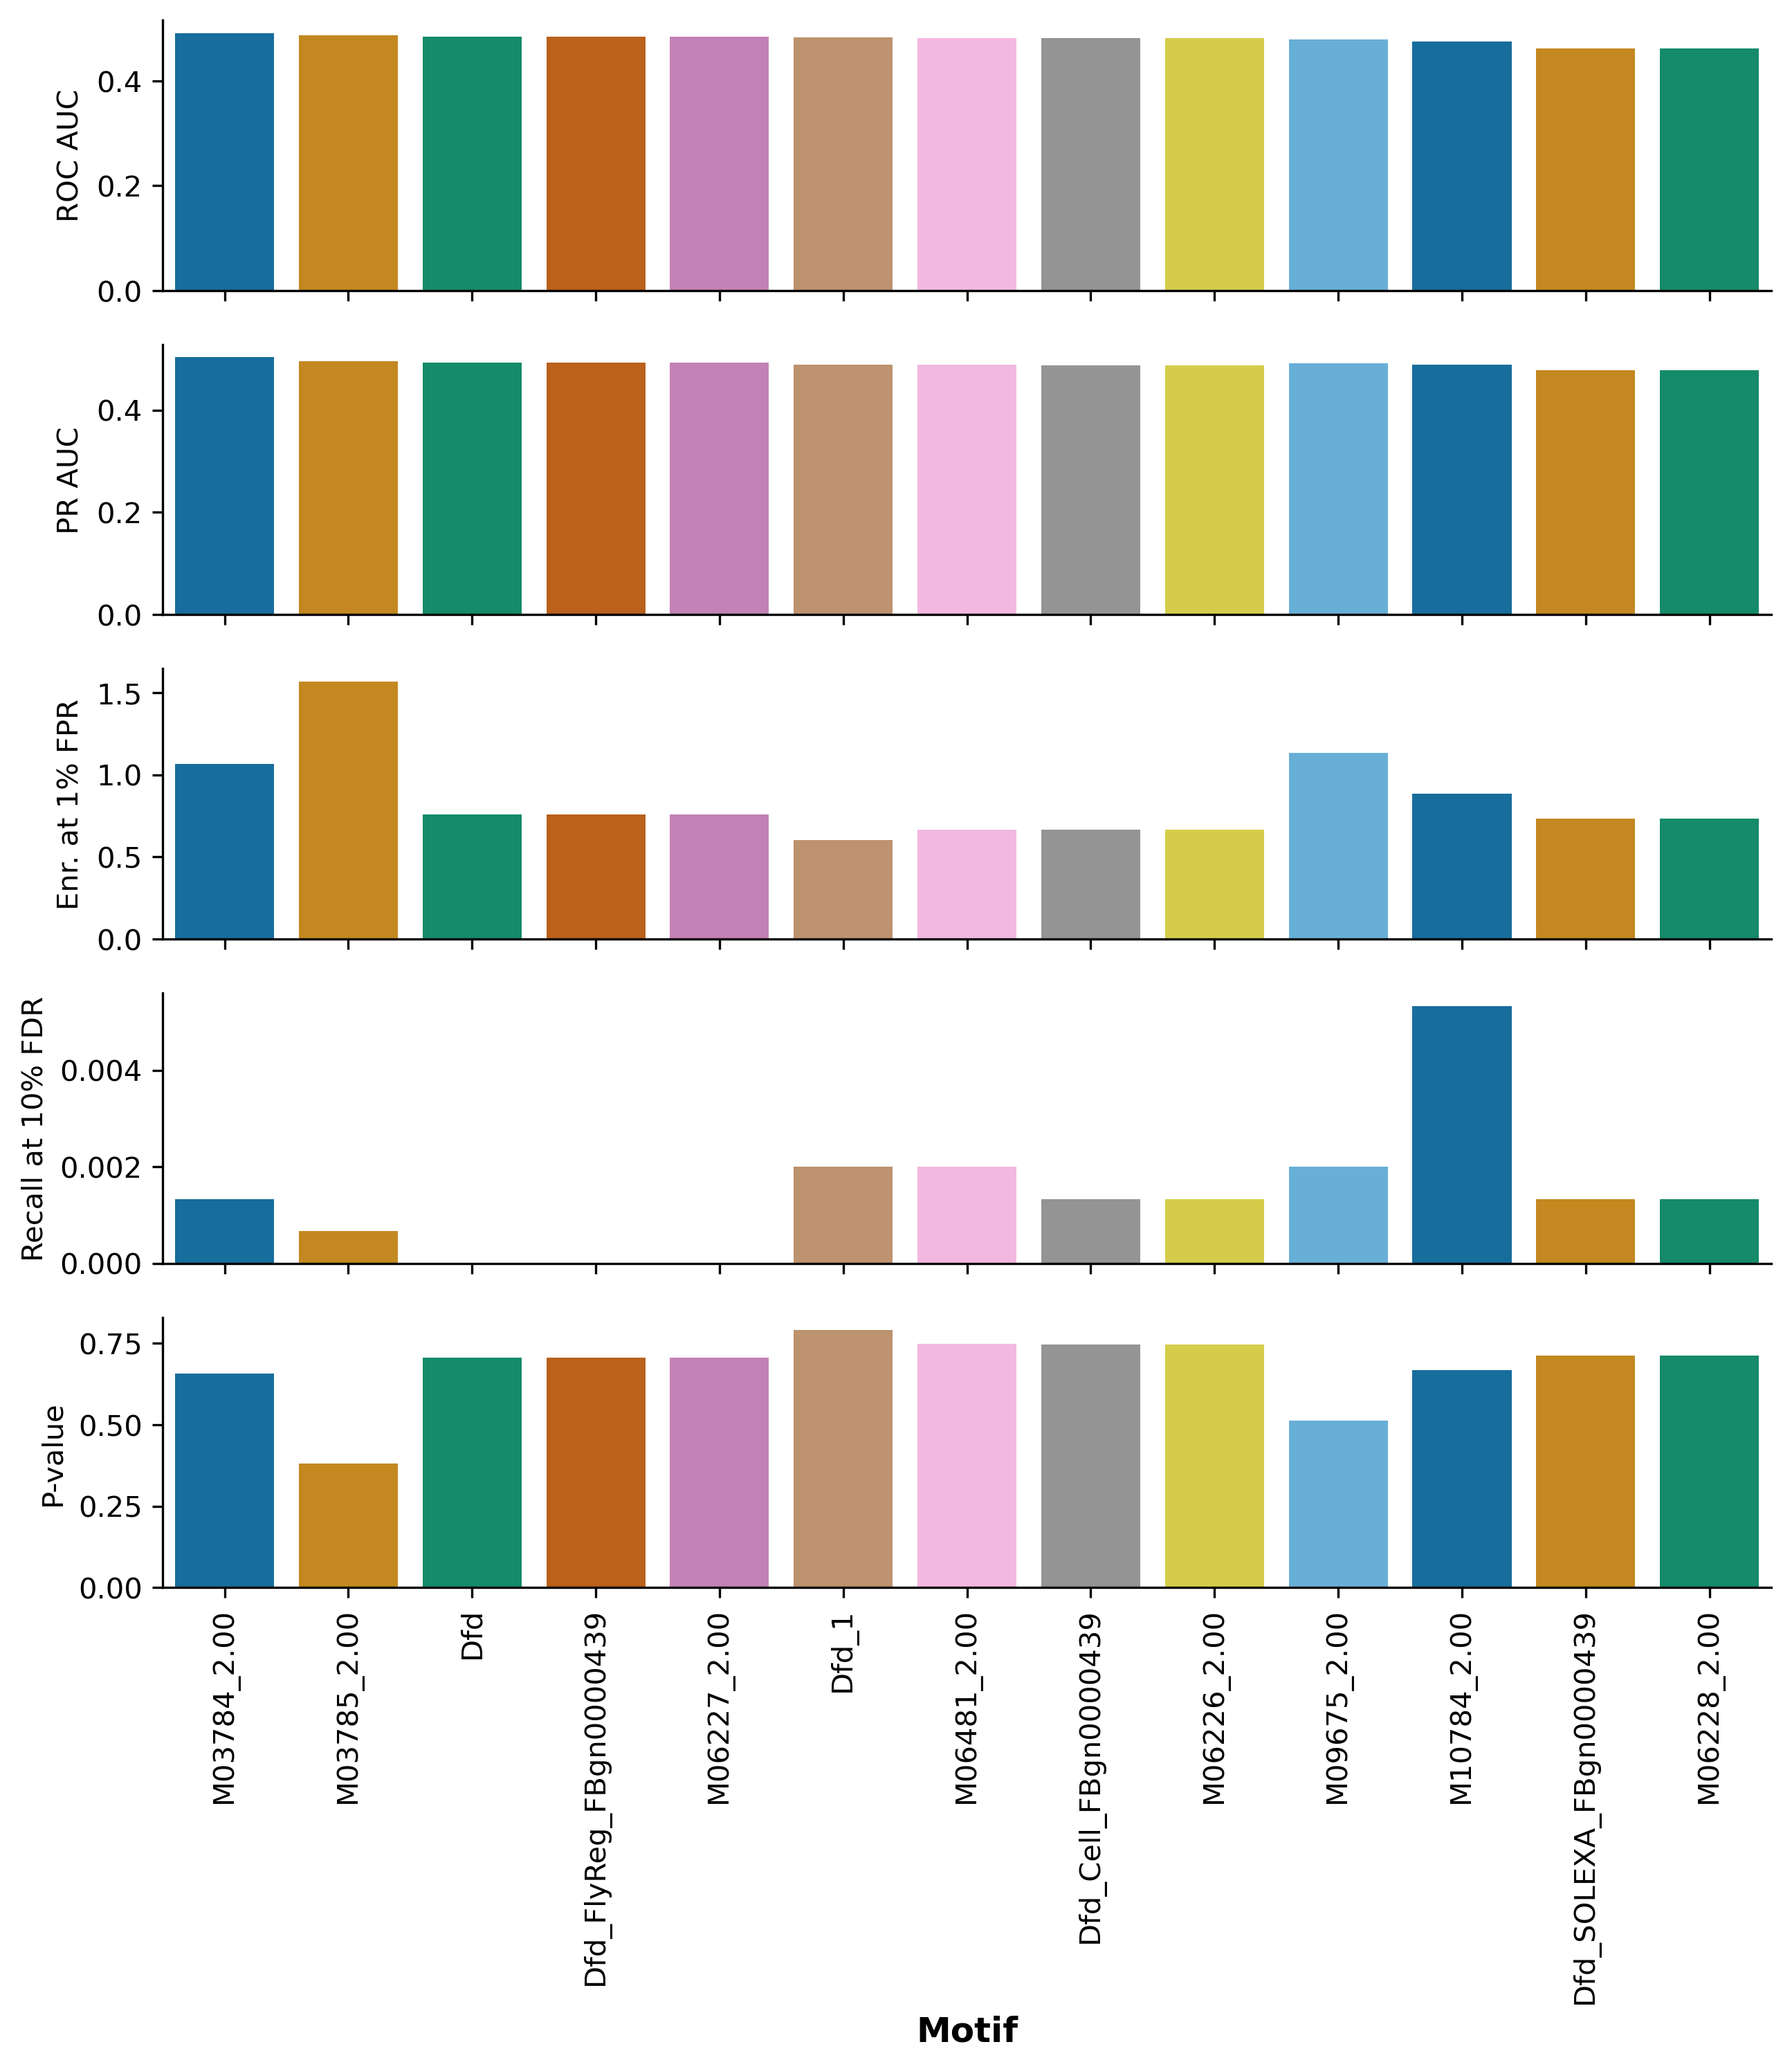 ROC AUC
0.4
0.2
0.0
PR AUC
0.4
0.2
0.0
Enr. at 1% FPR
1.5
1.0
0.5
0.0
Recall at 10% FDR
0.004
0.002
0.000
P-value
0.75
0.50
0.25
0.00
M03784_2.00
M03785_2.00
Dfd
Dfd_FlyReg_FBgn0000439
M06227_2.00
Dfd_1
M06481_2.00
Dfd_Cell_FBgn0000439
M06226_2.00
M09675_2.00
M10784_2.00
Dfd_SOLEXA_FBgn0000439
M06228_2.00
Motif